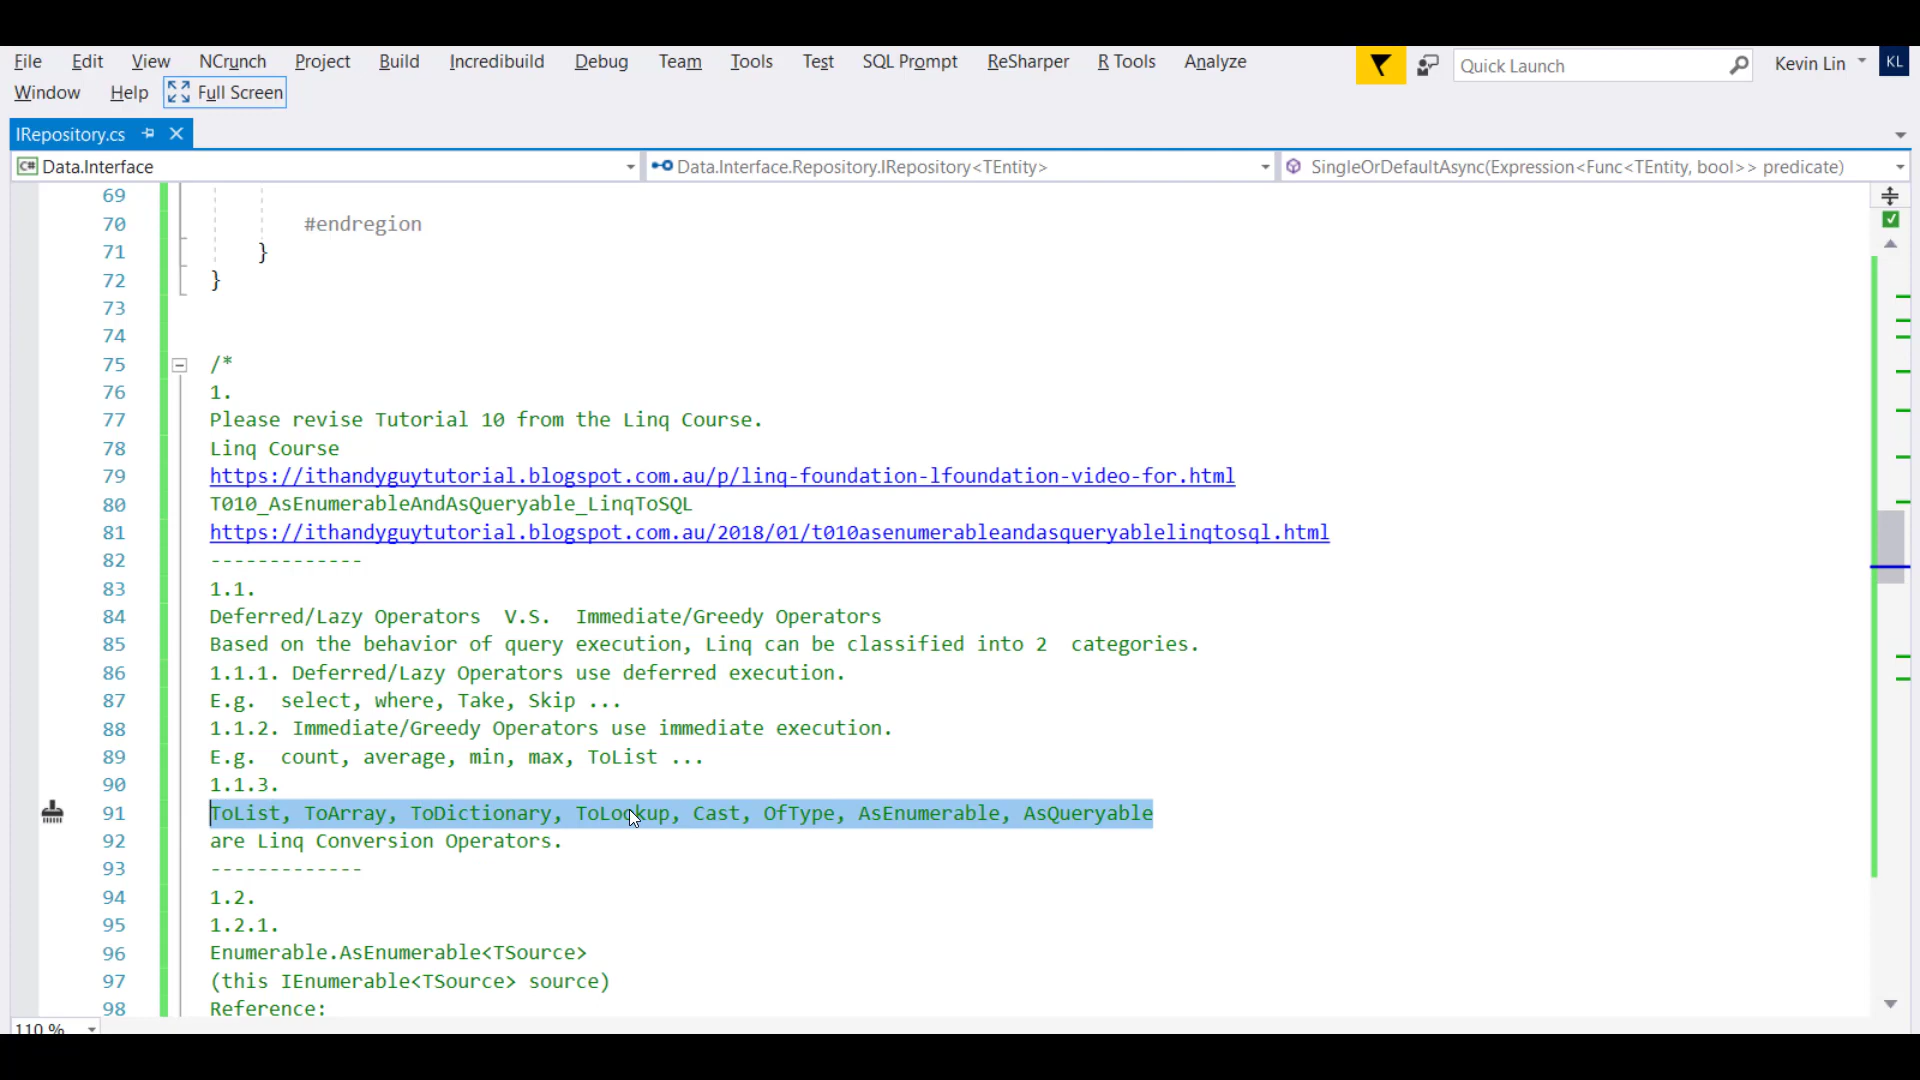 File Edit View NCrunch Project Build Incredibuild Debug Team Tools Test SQL Prompt ReSharper R Tools Analyze Quick Launch Kevin Lin KL
Window Help Full Screen
IRepository.cs
C# Data.Interface Data.Interface.Repository.IRepository<TEntity> SingleOrDefaultAsync(Expression<Func<TEntity, bool>> predicate)
69
70 #endregion
71 }
72 }
73
74
75 /*
76 1.
77 Please revise Tutorial 10 from the Linq Course.
78 Linq Course
79 https://ithandyguytutorial.blogspot.com.au/p/linq-foundation-lfoundation-video-for.html
80 T010_AsEnumerableAndAsQueryable_LinqToSQL
81 https://ithandyguytutorial.blogspot.com.au/2018/01/t010asenumerableandasqueryablelinqtosql.html
82 -------------
83 1.1.
84 Deferred/Lazy Operators V.S. Immediate/Greedy Operators
85 Based on the behavior of query execution, Linq can be classified into 2 categories.
86 1.1.1. Deferred/Lazy Operators use deferred execution.
87 E.g. select, where, Take, Skip ...
88 1.1.2. Immediate/Greedy Operators use immediate execution.
89 E.g. count, average, min, max, ToList ...
90 1.1.3.
91 ToList, ToArray, ToDictionary, ToLookup, Cast, OfType, AsEnumerable, AsQueryable
92 are Linq Conversion Operators.
93 -------------
94 1.2.
95 1.2.1.
96 Enumerable.AsEnumerable<TSource>
97 (this IEnumerable<TSource> source)
98 Reference:
110 %